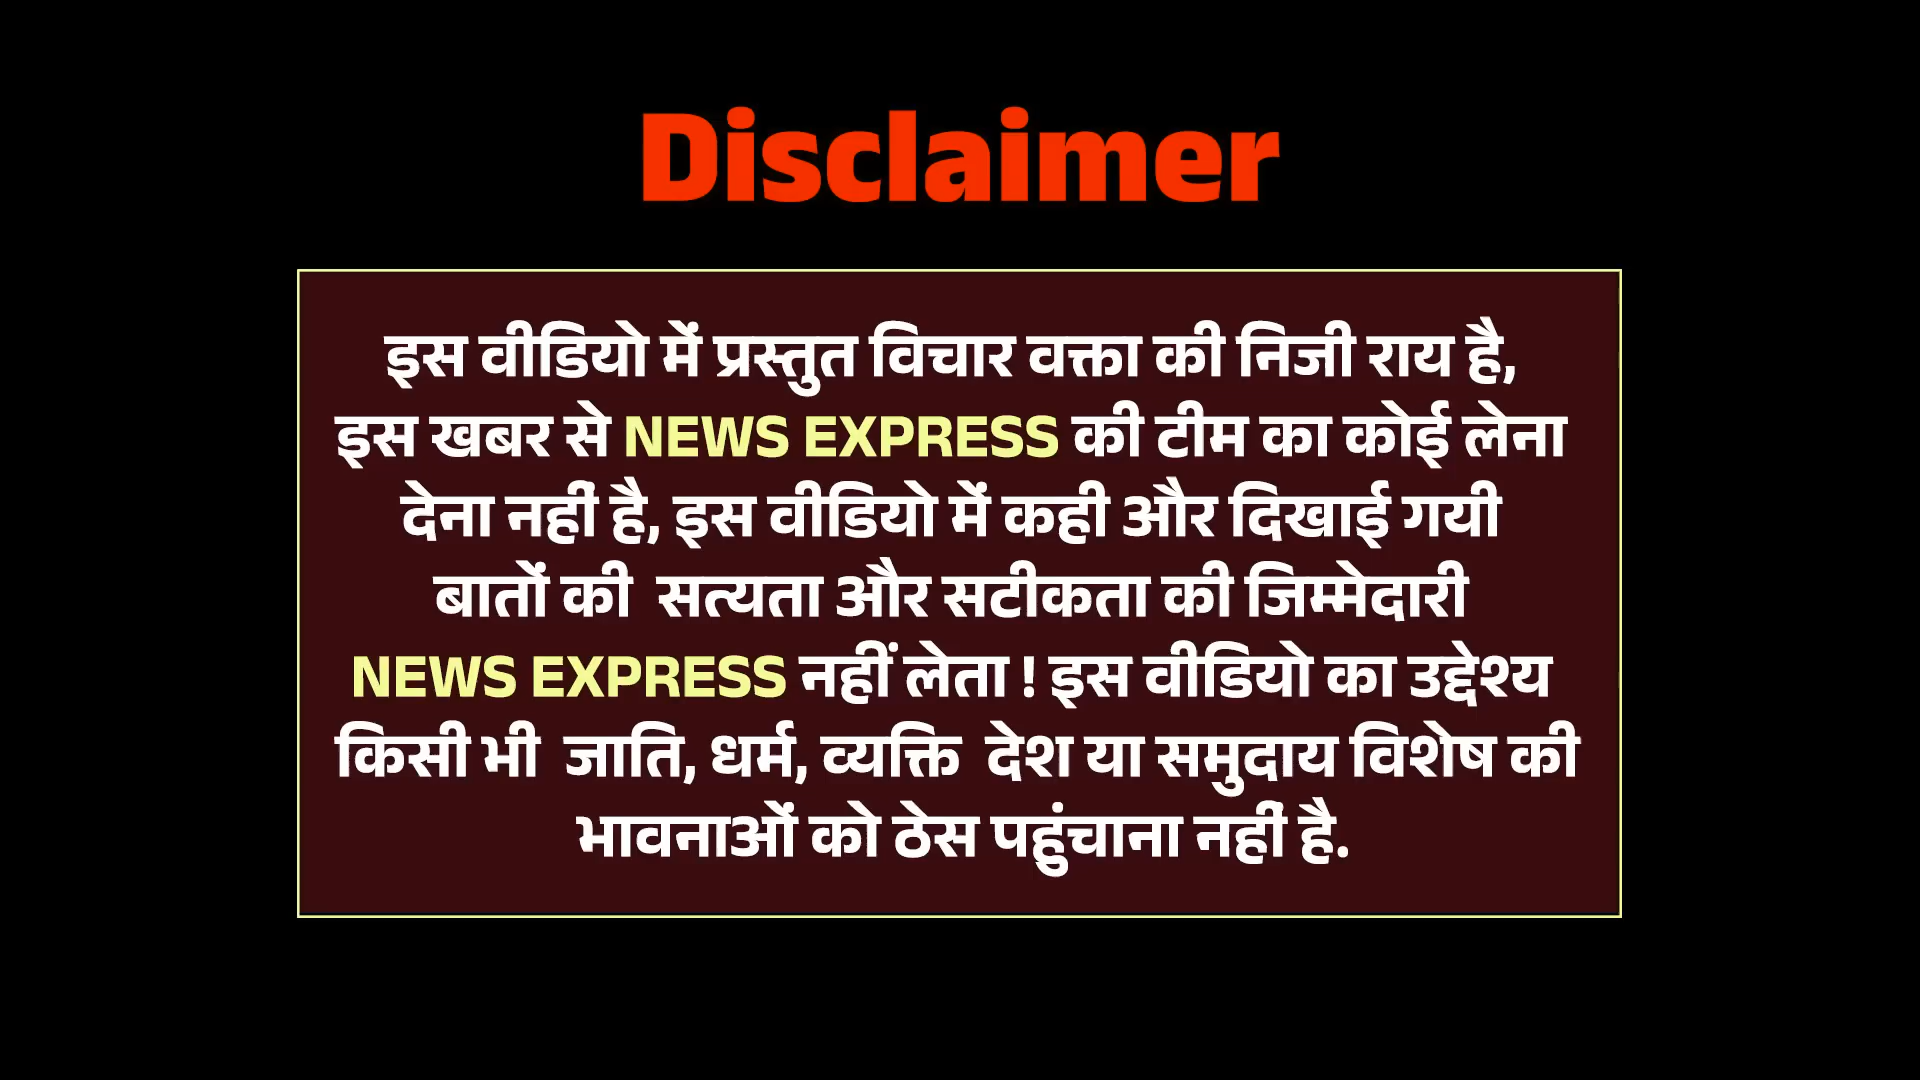 Disclaimer
इस वीडियो में प्रस्तुत विचार वक्ता की निजी राय है,
इस खबर से NEWS EXPRESS की टीम का कोई लेना
देना नहीं है, इस वीडियो में कही और दिखाई गयी
बातों की सत्यता और सटीकता की जिम्मेदारी
NEWS EXPRESS नहीं लेता ! इस वीडियो का उद्देश्य
किसी भी जाति, धर्म, व्यक्ति देश या समुदाय विशेष की
भावनाओं को ठेस पहुंचाना नहीं है.